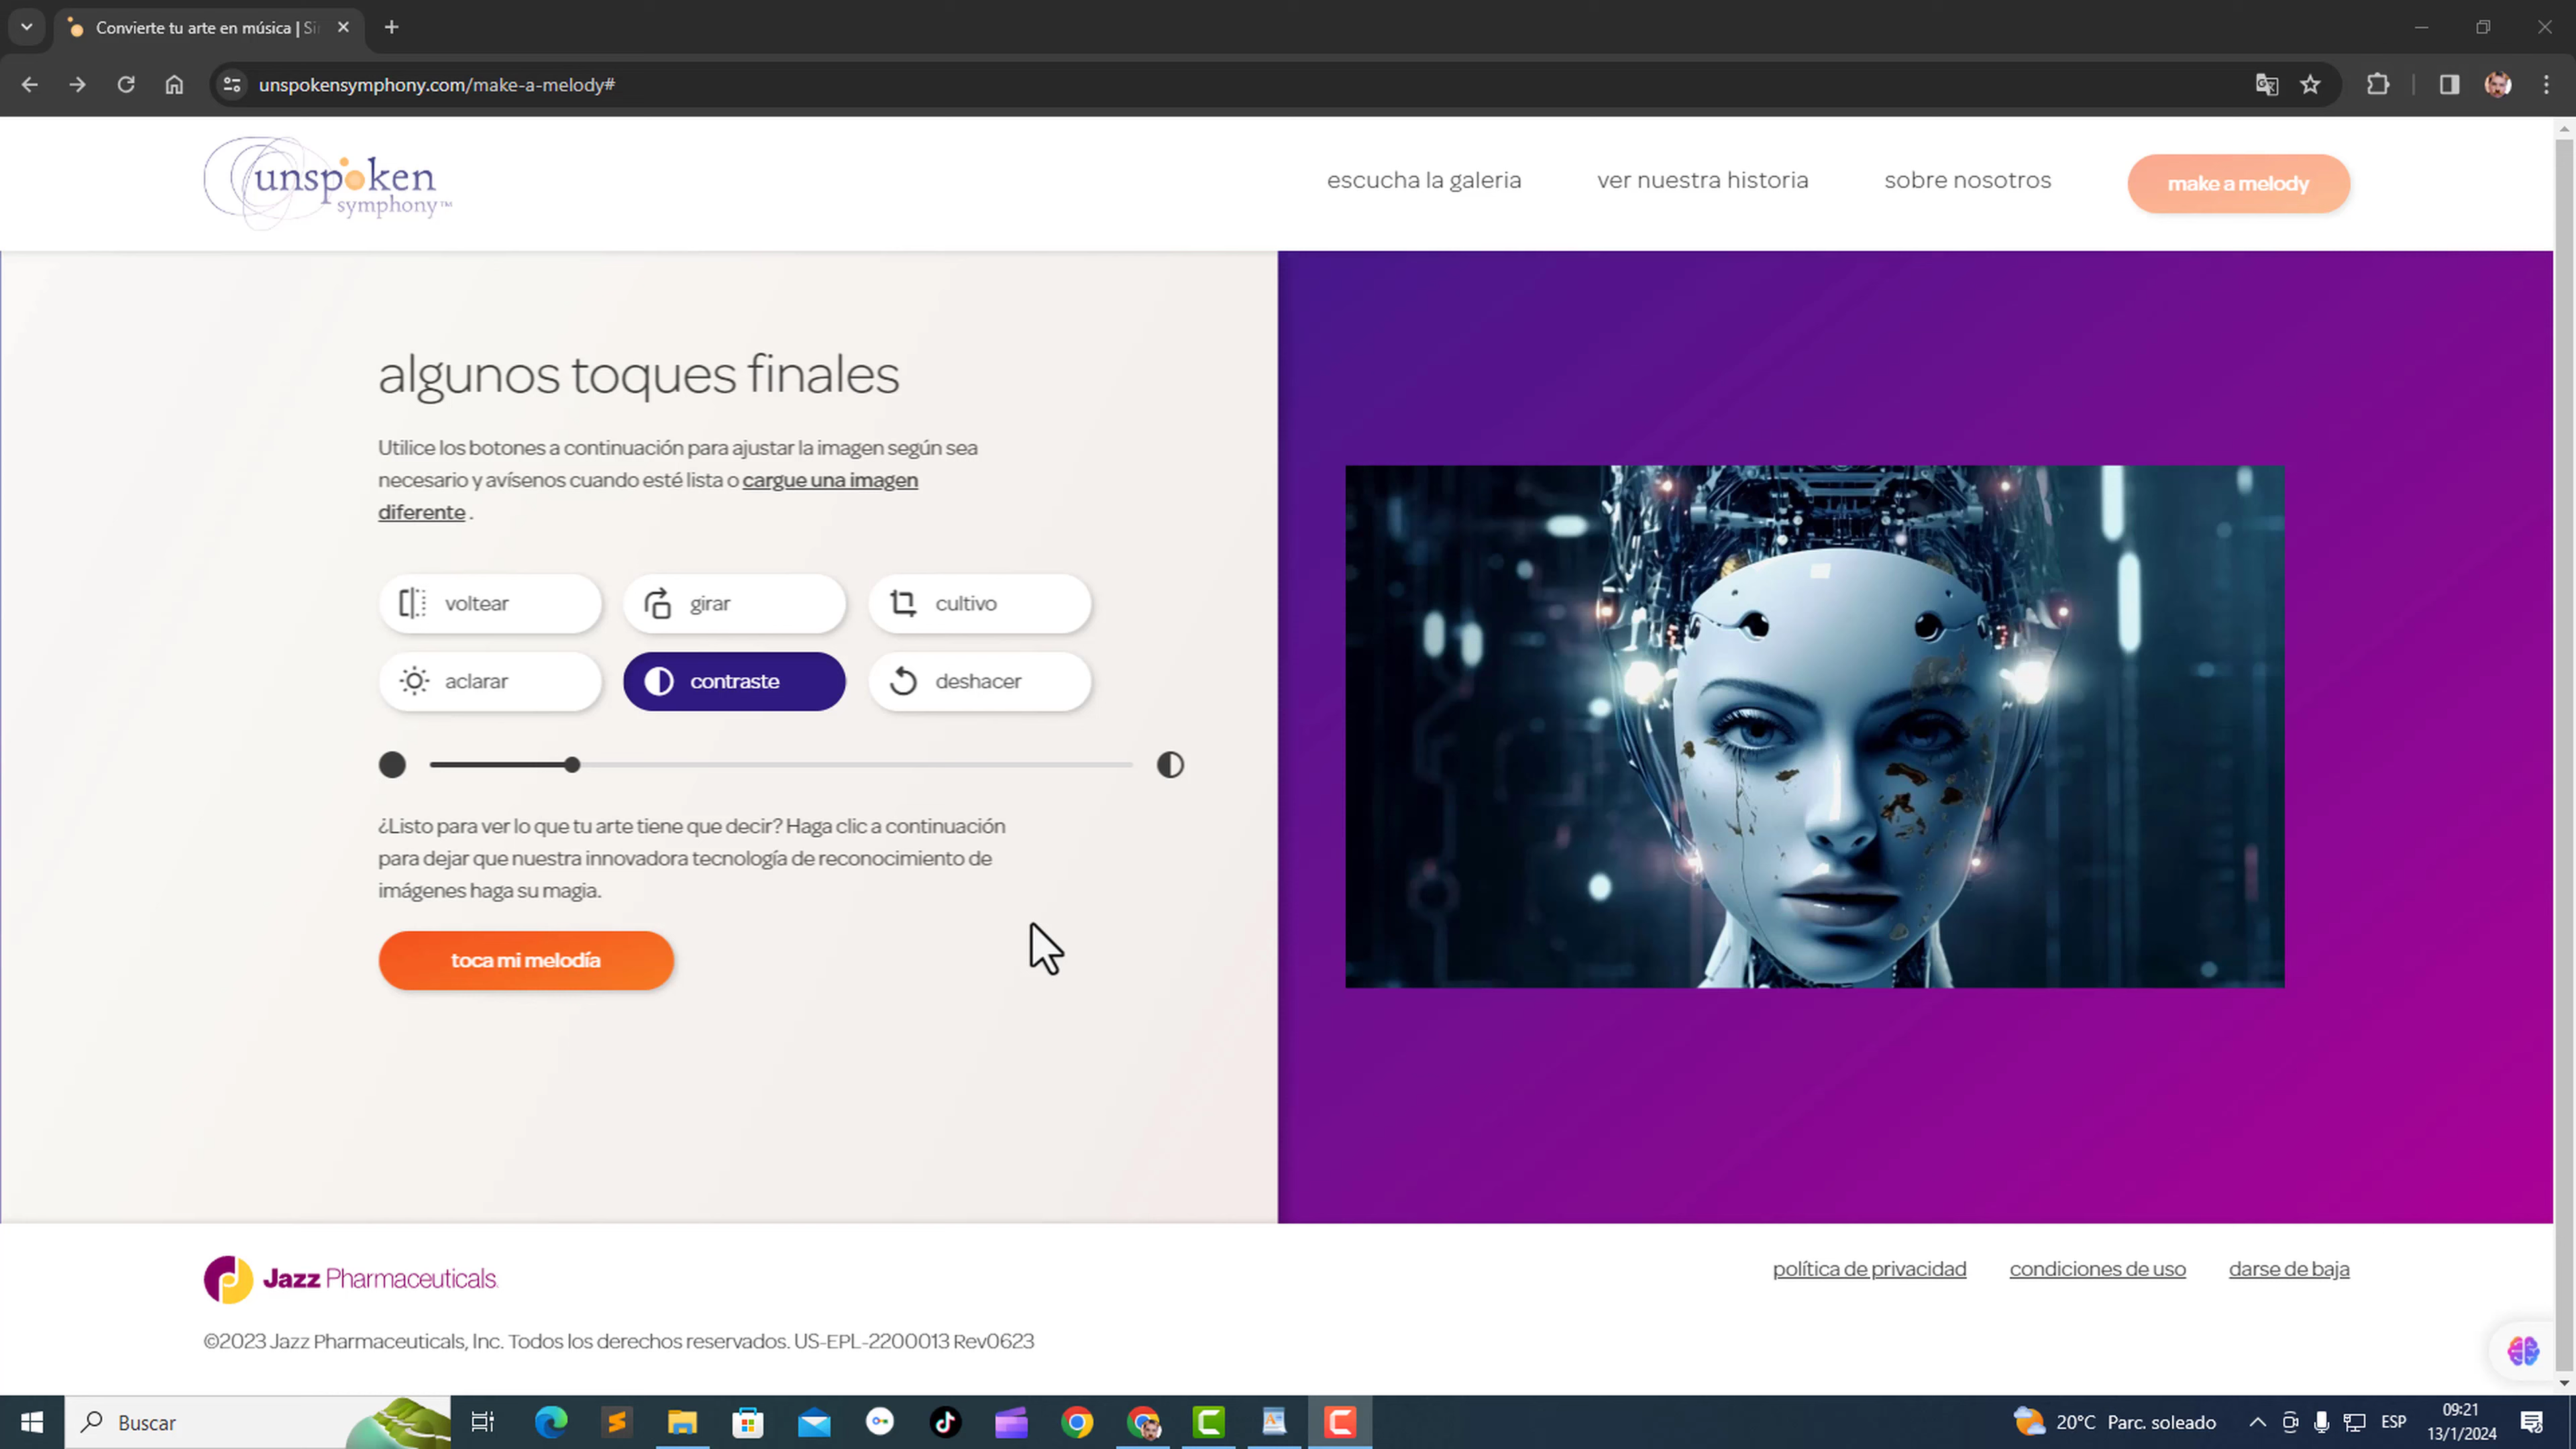 Convierte tu arte en música | Si
unspokensymphony.com/make-a-melody#
unspoken
symphony™
escucha la galeria
ver nuestra historia
sobre nosotros
make a melody
algunos toques finales
Utilice los botones a continuación para ajustar la imagen según sea
necesario y avísenos cuando esté lista o cargue una imagen
diferente .
voltear
girar
cultivo
aclarar
contraste
deshacer
¿Listo para ver lo que tu arte tiene que decir? Haga clic a continuación
para dejar que nuestra innovadora tecnología de reconocimiento de
imágenes haga su magia.
toca mi melodía
Jazz Pharmaceuticals.
política de privacidad
condiciones de uso
darse de baja
©2023 Jazz Pharmaceuticals, Inc. Todos los derechos reservados. US-EPL-2200013 Rev0623
Buscar
20°C Parc. soleado
ESP
09:21
13/1/2024